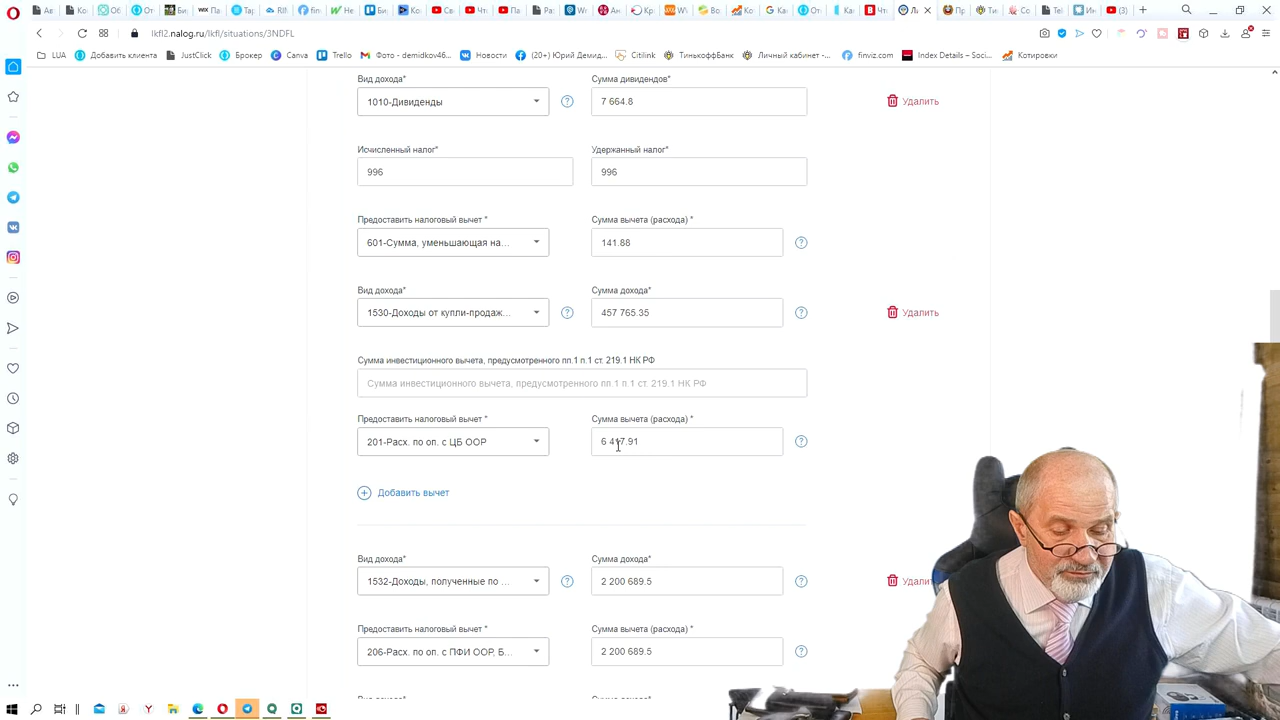 lkfl2.nalog.ru/lkfl/situations/3NDFL
LUA
Добавить клиента
JustClick
Брокер
Canva
Trello
Фото - demidkov46...
Новости
(20+) Юрий Демид...
Citilink
ТинькоффБанк
Личный кабинет -...
finviz.com
Index Details – Soci...
Котировки
Вид дохода*
Сумма дивидендов*
1010-Дивиденды
7 664.8
Удалить
Исчисленный налог*
Удержанный налог*
996
996
Предоставить налоговый вычет *
Сумма вычета (расхода) *
601-Сумма, уменьшающая на...
141.88
Вид дохода*
Сумма дохода*
1530-Доходы от купли-продаж...
457 765.35
Удалить
Сумма инвестиционного вычета, предусмотренного пп.1 п.1 ст. 219.1 НК РФ
Сумма инвестиционного вычета, предусмотренного пп.1 п.1 ст. 219.1 НК РФ
Предоставить налоговый вычет *
Сумма вычета (расхода) *
201-Расх. по оп. с ЦБ ООР
6 417.91
Добавить вычет
Вид дохода*
Сумма дохода*
1532-Доходы, полученные по ...
2 200 689.5
Предоставить налоговый вычет *
Сумма вычета (расхода) *
206-Расх. по оп. с ПФИ ООР, Б...
2 200 689.5